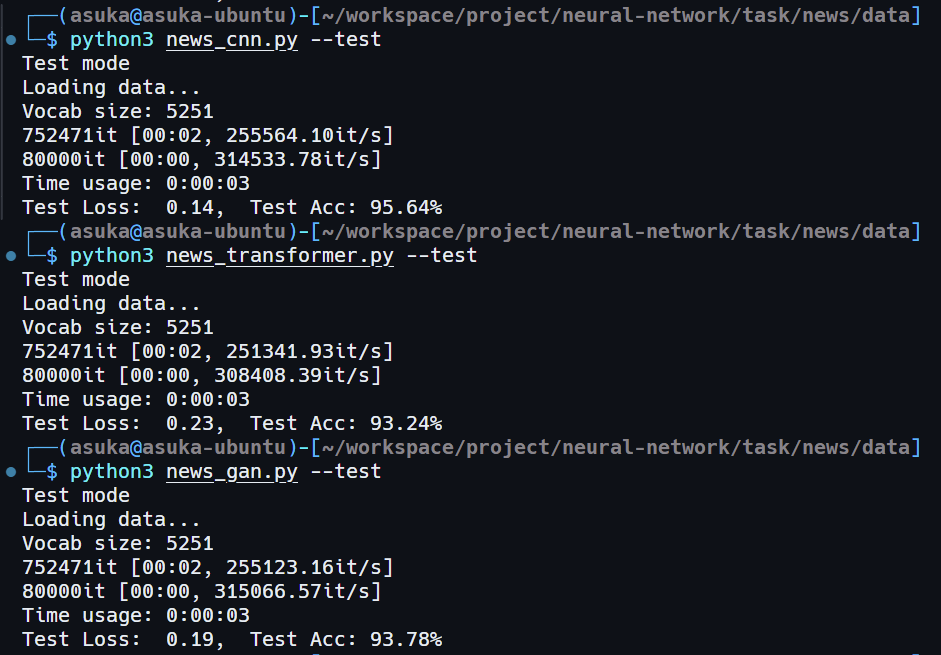 ┌──(asuka@asuka-ubuntu)-[~/workspace/project/neural-network/task/news/data]
└─$ python3 news_cnn.py --test
Test mode
Loading data...
Vocab size: 5251
752471it [00:02, 255564.10it/s]
80000it [00:00, 314533.78it/s]
Time usage: 0:00:03
Test Loss:  0.14,  Test Acc: 95.64%
┌──(asuka@asuka-ubuntu)-[~/workspace/project/neural-network/task/news/data]
└─$ python3 news_transformer.py --test
Test mode
Loading data...
Vocab size: 5251
752471it [00:02, 251341.93it/s]
80000it [00:00, 308408.39it/s]
Time usage: 0:00:03
Test Loss:  0.23,  Test Acc: 93.24%
┌──(asuka@asuka-ubuntu)-[~/workspace/project/neural-network/task/news/data]
└─$ python3 news_gan.py --test
Test mode
Loading data...
Vocab size: 5251
752471it [00:02, 255123.16it/s]
80000it [00:00, 315066.57it/s]
Time usage: 0:00:03
Test Loss:  0.19,  Test Acc: 93.78%